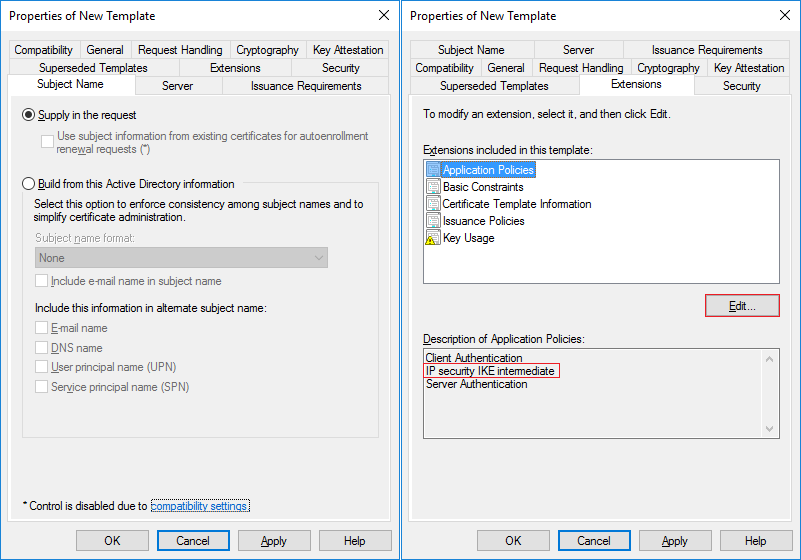 Properties of New Template
Compatibility General Request Handling Cryptography Key Attestation
Superseded Templates Extensions Security
Subject Name Server Issuance Requirements
Supply in the request
Use subject information from existing certificates for autoenrollment
renewal requests (*)
Build from this Active Directory information
Select this option to enforce consistency among subject names and to
simplify certificate administration.
Subject name format:
None
Include e-mail name in subject name
Include this information in alternate subject name:
E-mail name
DNS name
User principal name (UPN)
Service principal name (SPN)
* Control is disabled due to compatibility settings.
OK Cancel Apply Help
Properties of New Template
Subject Name Server Issuance Requirements
Compatibility General Request Handling Cryptography Key Attestation
Superseded Templates Extensions Security
To modify an extension, select it, and then click Edit.
Extensions included in this template:
Application Policies
Basic Constraints
Certificate Template Information
Issuance Policies
Key Usage
Edit...
Description of Application Policies:
Client Authentication
IP security IKE intermediate
Server Authentication
OK Cancel Apply Help